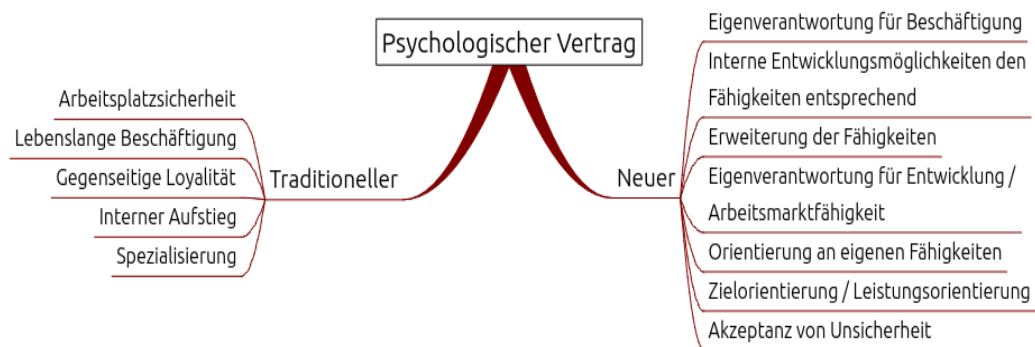 Psychologischer Vertrag
Traditioneller
Arbeitsplatzsicherheit
Lebenslange Beschäftigung
Gegenseitige Loyalität
Interner Aufstieg
Spezialisierung
Neuer
Eigenverantwortung für Beschäftigung
Interne Entwicklungsmöglichkeiten den
Fähigkeiten entsprechend
Erweiterung der Fähigkeiten
Eigenverantwortung für Entwicklung /
Arbeitsmarktfähigkeit
Orientierung an eigenen Fähigkeiten
Zielorientierung / Leistungsorientierung
Akzeptanz von Unsicherheit